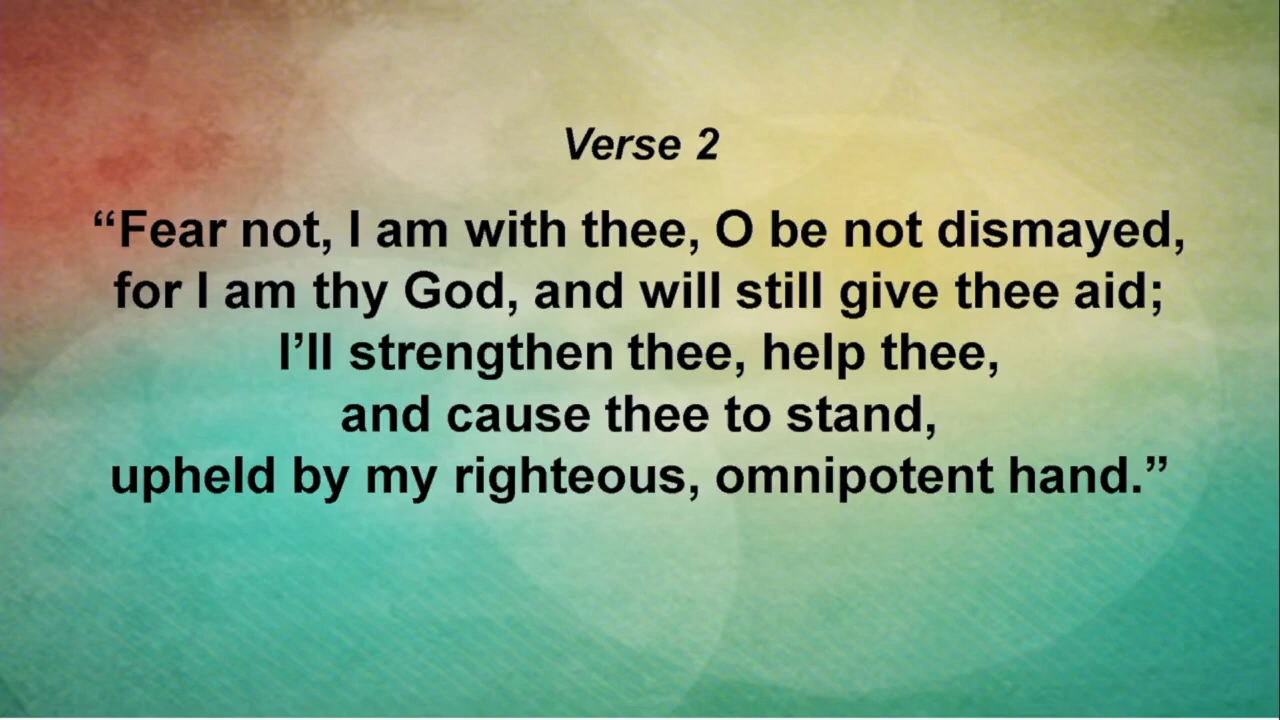 Verse 2
“Fear not, I am with thee, O be not dismayed,
for I am thy God, and will still give thee aid;
I’ll strengthen thee, help thee,
and cause thee to stand,
upheld by my righteous, omnipotent hand.”